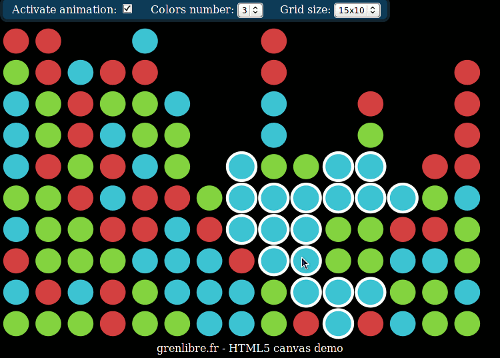 Activate animation: Colors number: 3 Grid size: 15x10
grenlibre.fr - HTML5 canvas demo